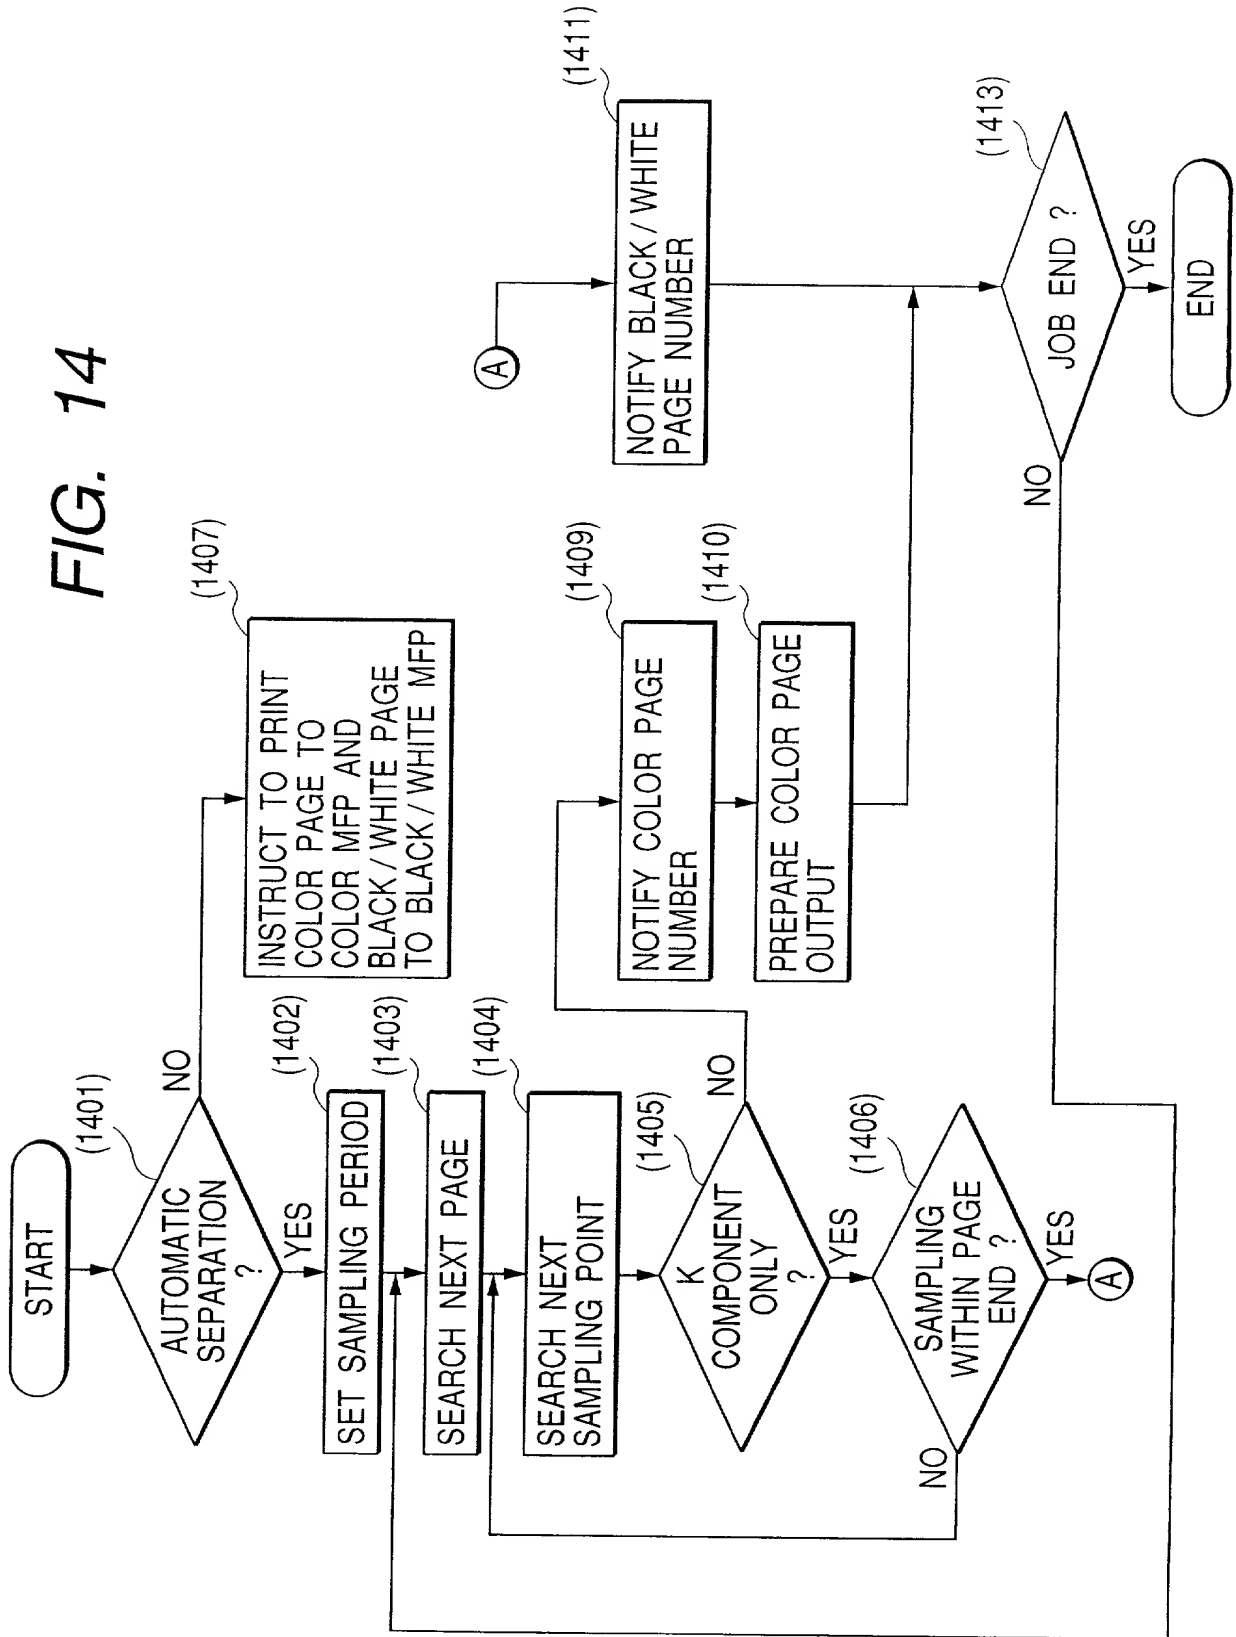 FIG. 14
START
(1401)
AUTOMATIC
SEPARATION
?
NO
YES
(1402)
SET SAMPLING PERIOD
(1403)
SEARCH NEXT PAGE
(1404)
SEARCH NEXT
SAMPLING POINT
(1405)
K
COMPONENT
ONLY
?
NO
YES
(1406)
SAMPLING
WITHIN PAGE
END ?
NO
YES
A
(1407)
INSTRUCT TO PRINT
COLOR PAGE TO
COLOR MFP AND
BLACK/WHITE PAGE
TO BLACK/WHITE MFP
(1409)
NOTIFY COLOR PAGE
NUMBER
(1410)
PREPARE COLOR PAGE
OUTPUT
A
(1411)
NOTIFY BLACK/WHITE
PAGE NUMBER
(1413)
JOB END ?
NO
YES
END